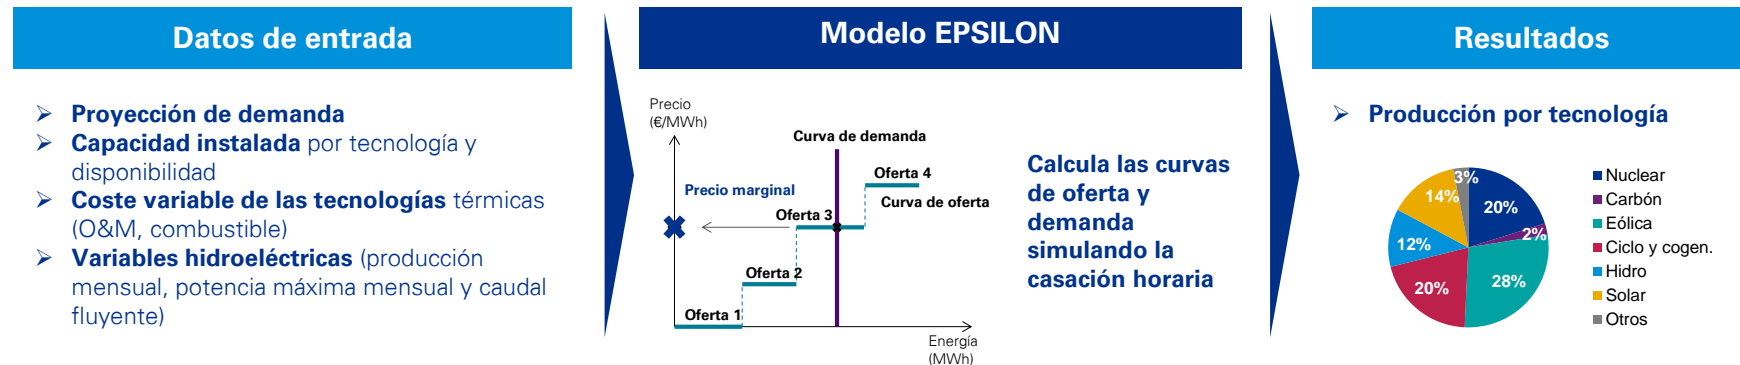 Datos de entrada
➢ Proyección de demanda
➢ Capacidad instalada por tecnología y
disponibilidad
➢ Coste variable de las tecnologías térmicas
(O&M, combustible)
➢ Variables hidroeléctricas (producción
mensual, potencia máxima mensual y caudal
fluyente)
Modelo EPSILON
Precio
(€/MWh)
Curva de demanda
Oferta 4
Precio marginal
Curva de oferta
Oferta 3
Oferta 2
Oferta 1
Energía
(MWh)
Calcula las curvas
de oferta y
demanda
simulando la
casación horaria
Resultados
➢ Producción por tecnología
3%
14%
20%
12%
2%
20%
28%
Nuclear
Carbón
Eólica
Ciclo y cogen.
Hidro
Solar
Otros